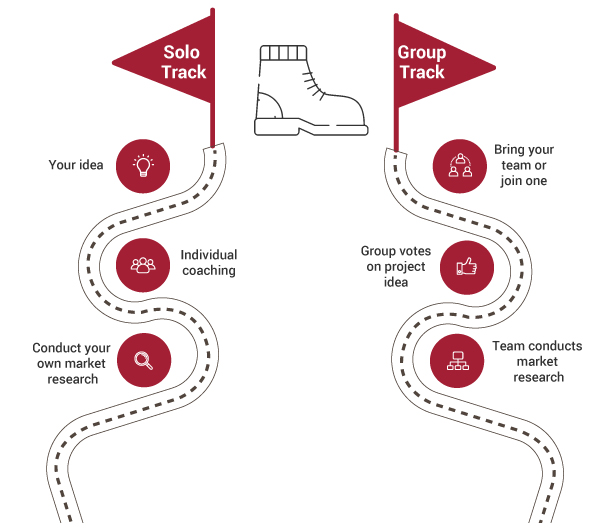 Solo
Track
Group
Track
Your idea
Bring your
team or
join one
Individual
coaching
Group votes
on project
idea
Conduct your
own market
research
Team conducts
market
research